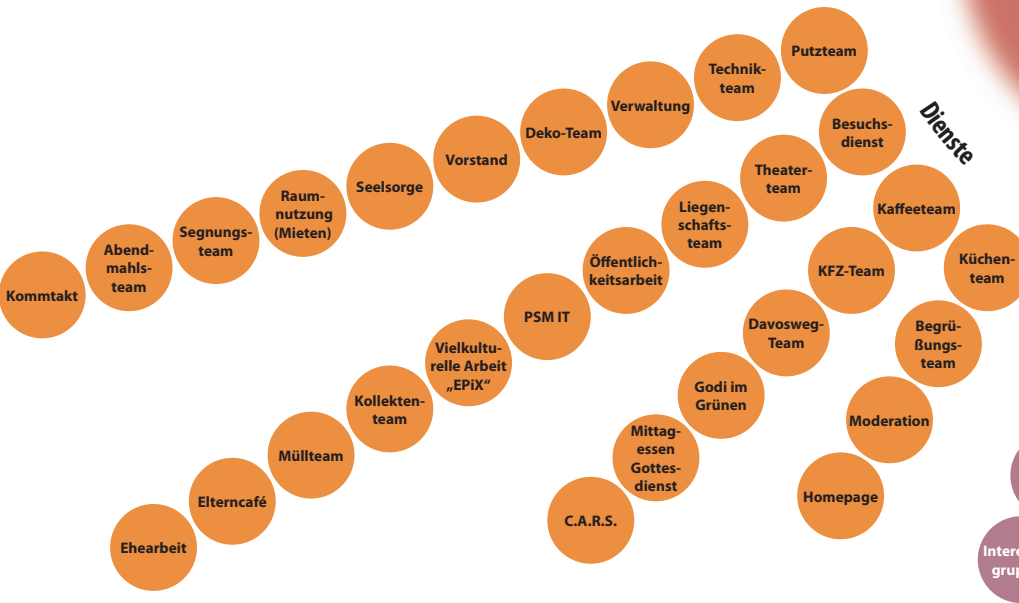 Dienste
Putzteam
Technik-
team
Verwaltung
Deko-Team
Vorstand
Seelsorge
Raum-
nutzung
(Mieten)
Segnungs-
team
Abend-
mahls-
team
Kommtakt
Besuchs-
dienst
Theater-
team
Liegen-
schafts-
team
Öffentlich-
keitsarbeit
PSM IT
Vielkultu-
relle Arbeit
„EPiX“
Kollekten-
team
Müllteam
Elterncafé
Ehearbeit
Kaffeeteam
KFZ-Team
Davosweg-
Team
Godi im
Grünen
Mittag-
essen
Gottes-
dienst
C.A.R.S.
Küchen-
team
Begrü-
ßungs-
team
Moderation
Homepage